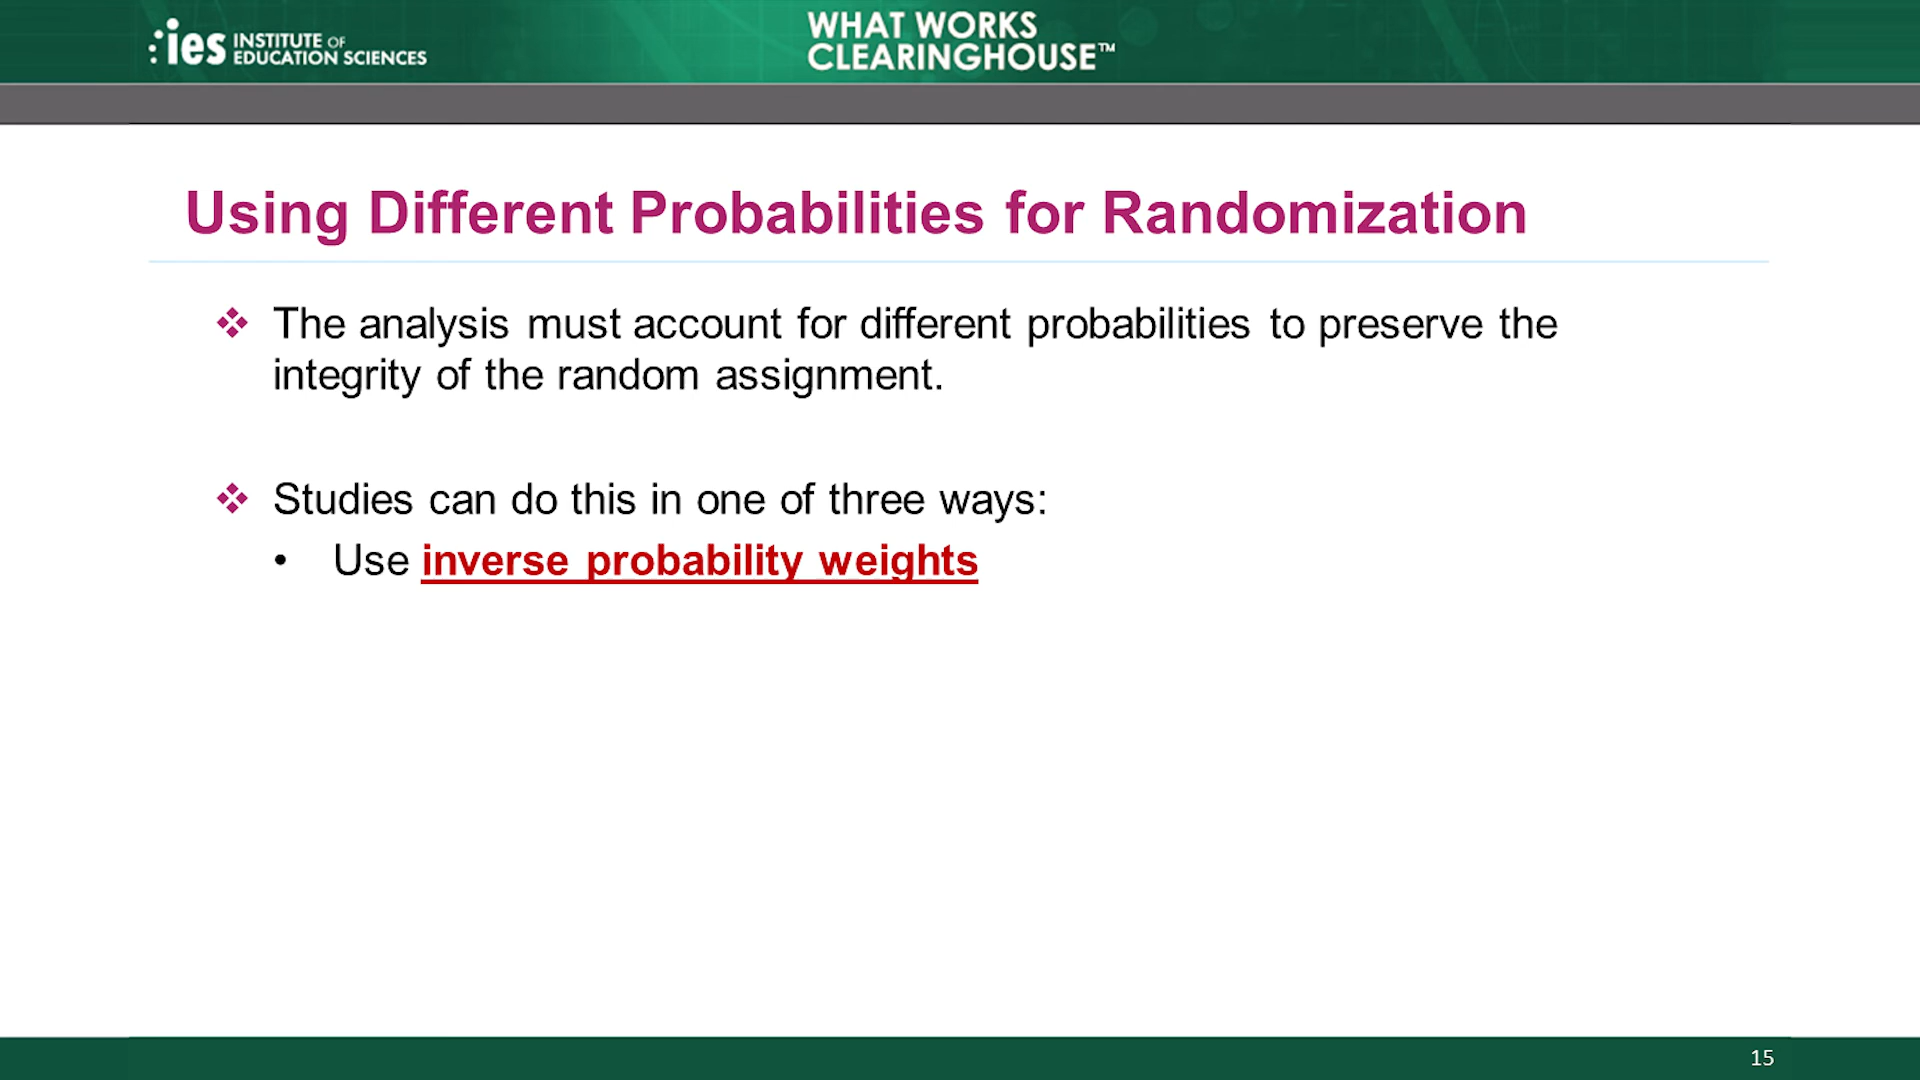 ies INSTITUTE OF
EDUCATION SCIENCES
WHAT WORKS
CLEARINGHOUSE™
Using Different Probabilities for Randomization
❖ The analysis must account for different probabilities to preserve the
integrity of the random assignment.
❖ Studies can do this in one of three ways:
• Use inverse probability weights
15